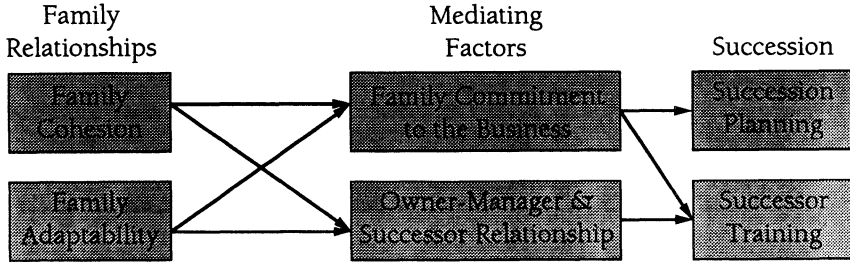 Family
Relationships
Mediating
Factors
Succession
Family
Cohesion
Family Commitment
to the Business
Succession
Planning
Family
Adaptability
Owner-Manager &
Successor Relationship
Successor
Training